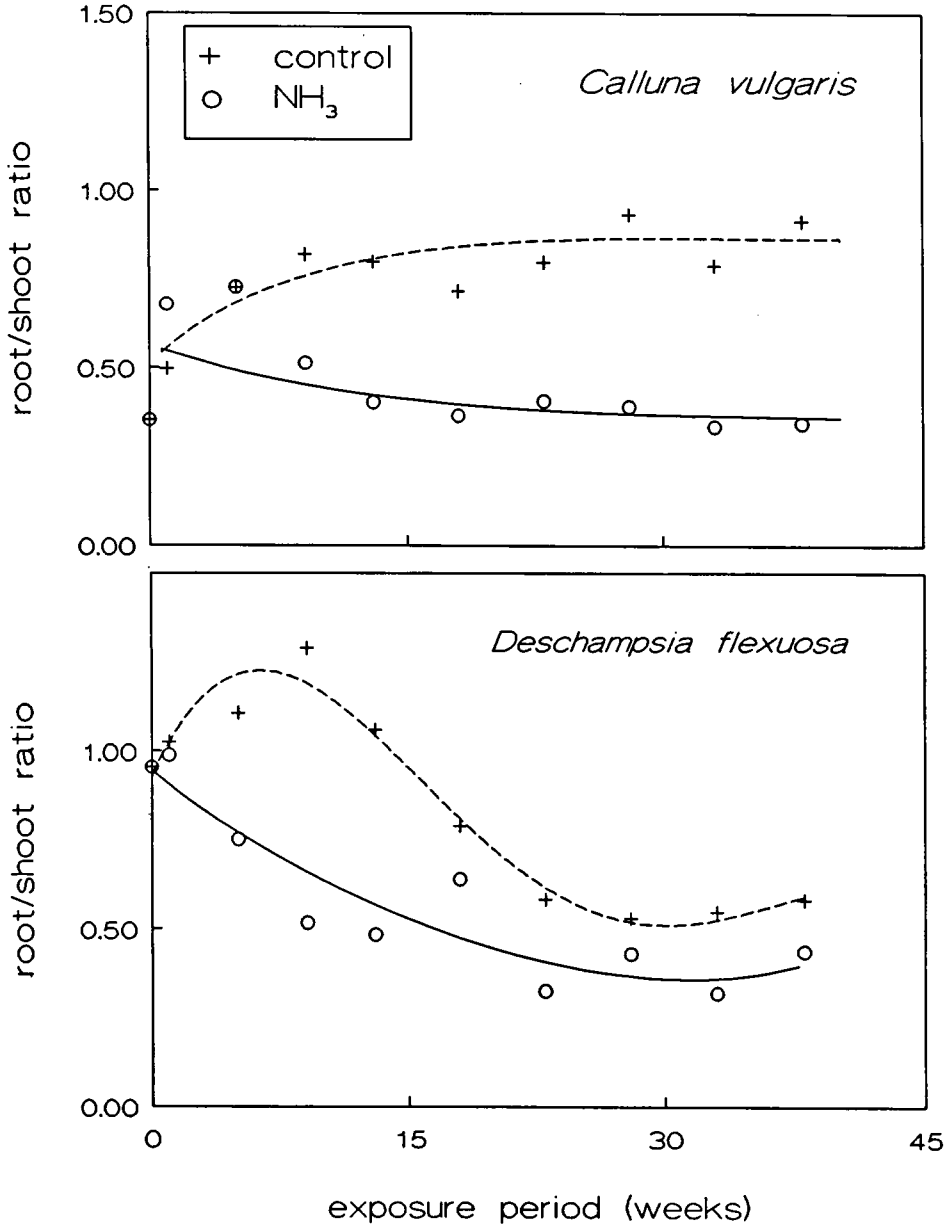 1.50
+ control
o NH₃
Calluna vulgaris
1.00
root/shoot ratio
0.50
0.00
Deschampsia flexuosa
1.00
root/shoot ratio
0.50
0.00
0 15 30 45
exposure period (weeks)